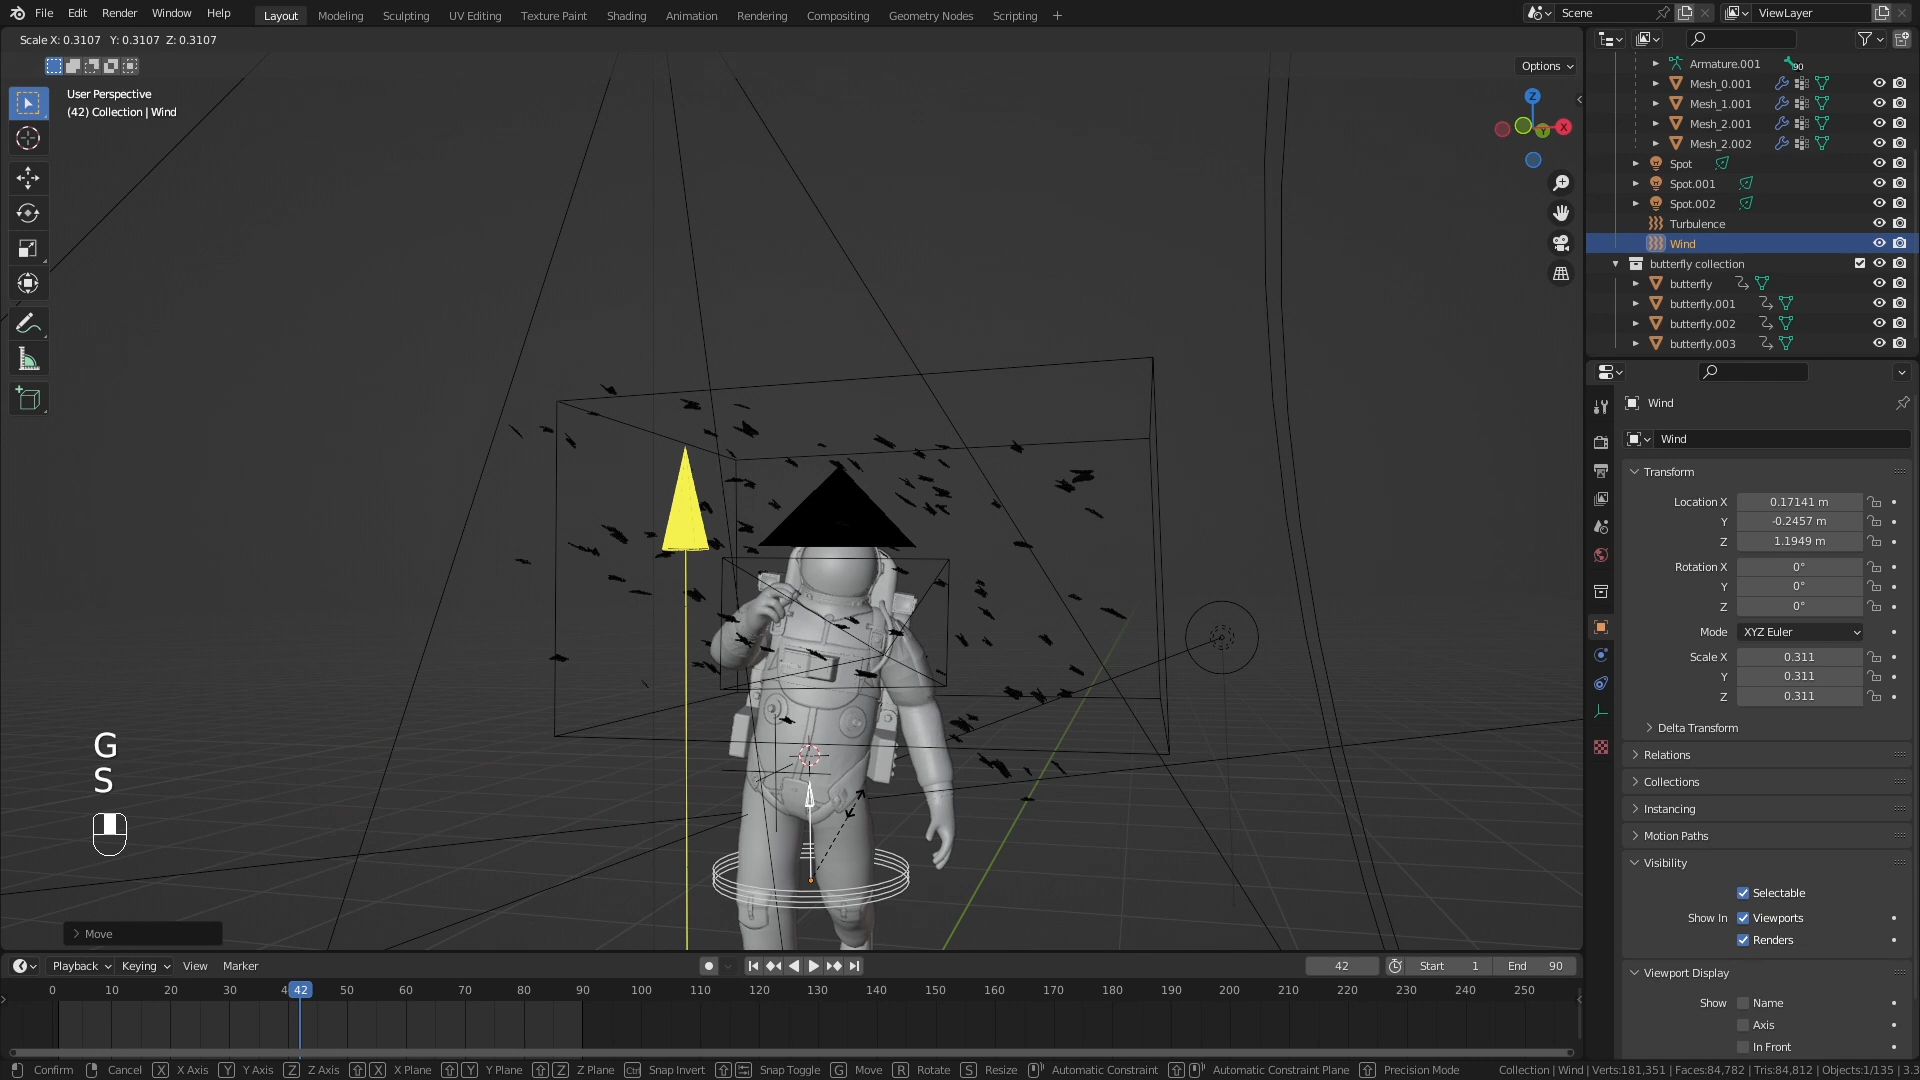 File Edit Render Window Help
Layout Modeling Sculpting UV Editing Texture Paint Shading Animation Rendering Compositing Geometry Nodes Scripting +
Scene
ViewLayer
Scale X: 0.3107 Y: 0.3107 Z: 0.3107
Options
User Perspective
(42) Collection | Wind
Z
X
Y
G
S
Move
Armature.001
90
Mesh_0.001
Mesh_1.001
Mesh_2.001
Mesh_2.002
Spot
Spot.001
Spot.002
Turbulence
Wind
butterfly collection
butterfly
butterfly.001
butterfly.002
butterfly.003
Wind
Wind
Transform
Location X 0.17141 m
Y -0.2457 m
Z 1.1949 m
Rotation X 0°
Y 0°
Z 0°
Mode XYZ Euler
Scale X 0.311
Y 0.311
Z 0.311
Delta Transform
Relations
Collections
Instancing
Motion Paths
Visibility
Selectable
Show In Viewports
Renders
Viewport Display
Show Name
Axis
In Front
Playback Keying View Marker
42 Start 1 End 90
0 10 20 30 4 42 50 60 70 80 90 100 110 120 130 140 150 160 170 180 190 200 210 220 230 240 250
Confirm Cancel X X Axis Y Y Axis Z Z Axis X X Plane Y Y Plane Z Z Plane Ctrl Snap Invert Snap Toggle G Move R Rotate S Resize Automatic Constraint Automatic Constraint Plane Precision Mode Collection | Wind | Verts:181,351 | Faces:84,782 | Tris:84,812 | Objects:1/135 | 3.3